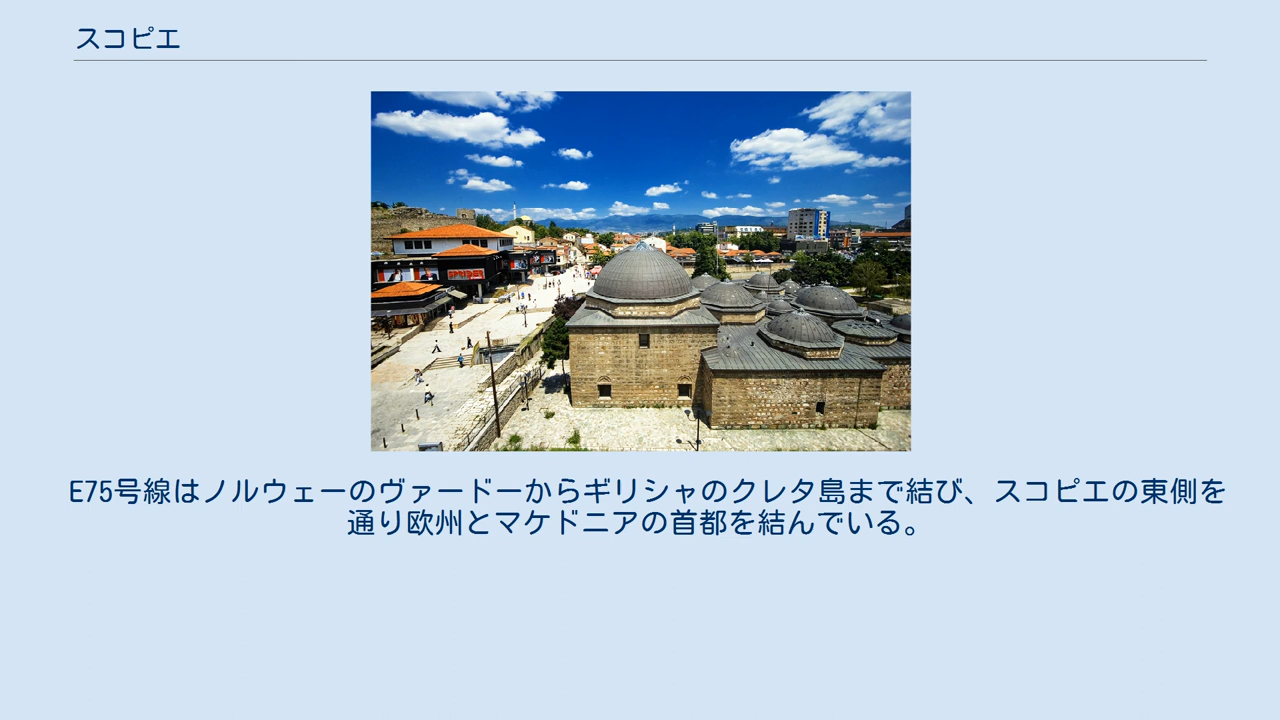 スコピエ
SPRIDER
E75号線はノルウェーのヴァードーからギリシャのクレタ島まで結び、スコピエの東側を
通り欧州とマケドニアの首都を結んでいる。